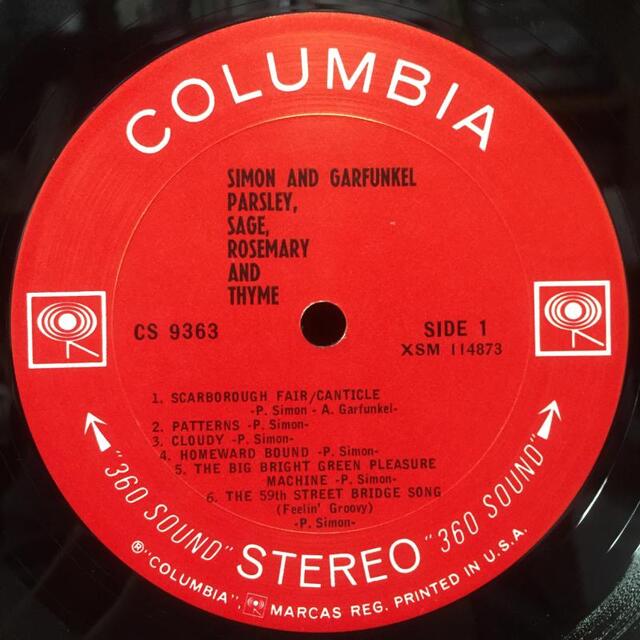 COLUMBIA
SIMON AND GARFUNKEL
PARSLEY,
SAGE,
ROSEMARY
AND
THYME
CS 9363
SIDE 1
XSM 114873
1. SCARBOROUGH FAIR/CANTICLE
-P. Simon - A. Garfunkel-
2. PATTERNS -P. Simon-
3. CLOUDY -P. Simon-
4. HOMEWARD BOUND -P. Simon-
5. THE BIG BRIGHT GREEN PLEASURE
MACHINE -P. Simon-
6. THE 59th STREET BRIDGE SONG
(Feelin' Groovy)
-P. Simon-
"360 SOUND" STEREO "360 SOUND"
®"COLUMBIA", MARCAS REG. PRINTED IN U.S.A.